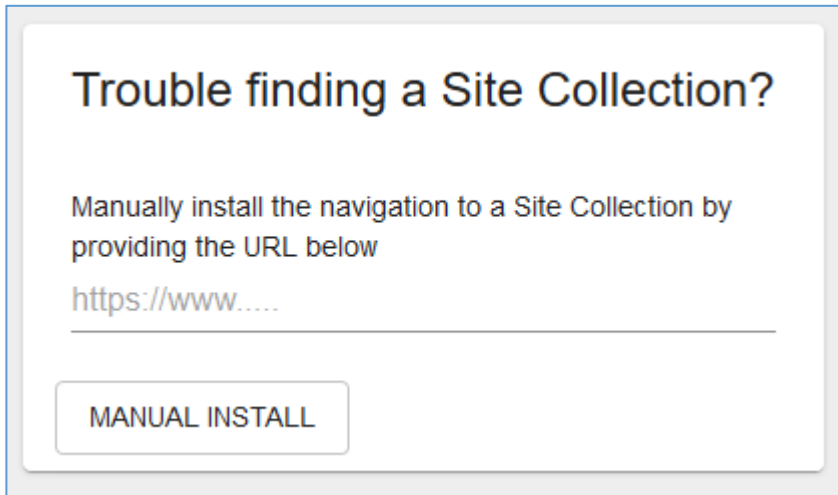 Trouble finding a Site Collection?
Manually install the navigation to a Site Collection by
providing the URL below
https://www.....
MANUAL INSTALL